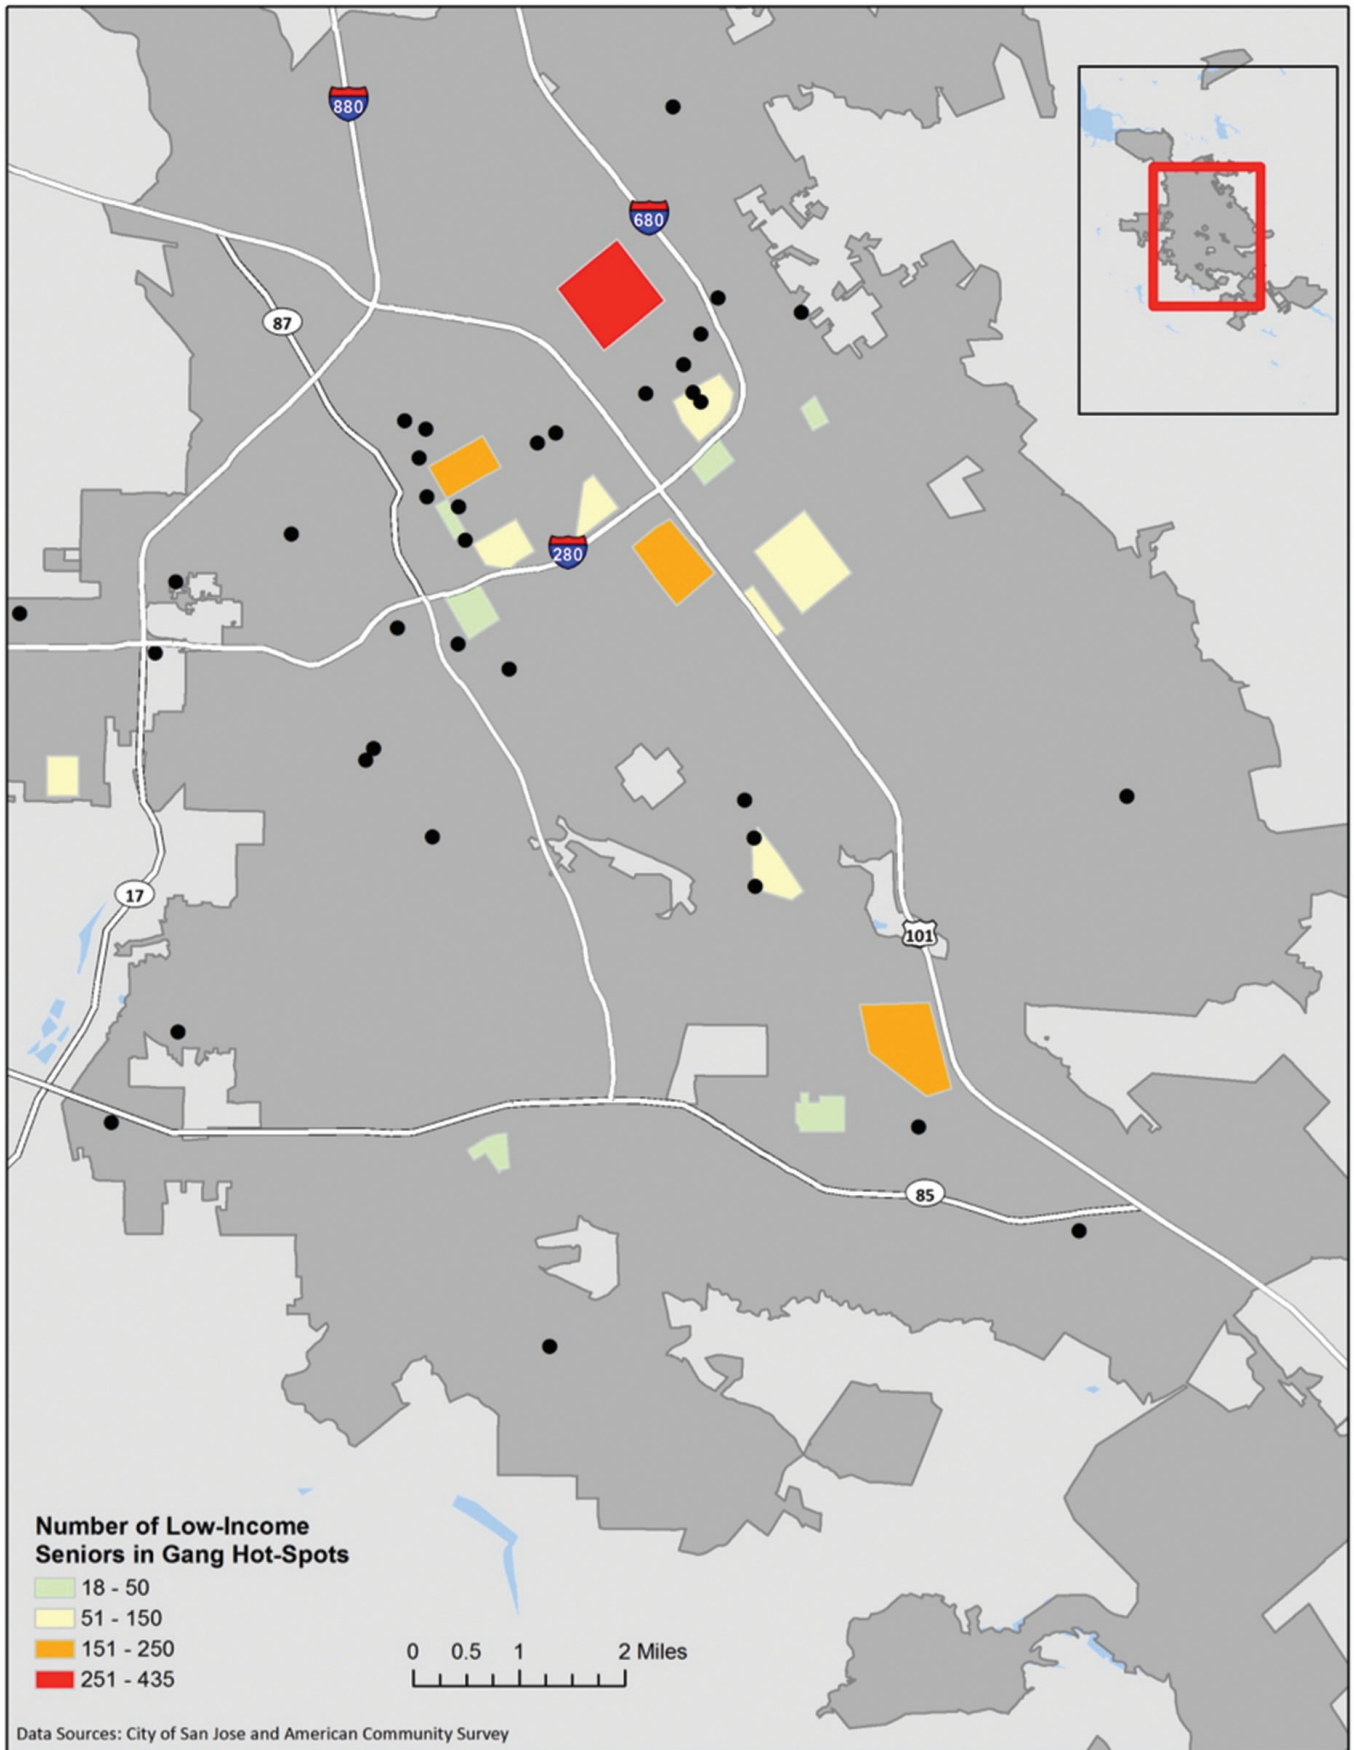 880
680
87
280
17
101
85
Number of Low-Income
Seniors in Gang Hot-Spots
18 - 50
51 - 150
151 - 250
251 - 435
0 0.5 1 2 Miles
Data Sources: City of San Jose and American Community Survey